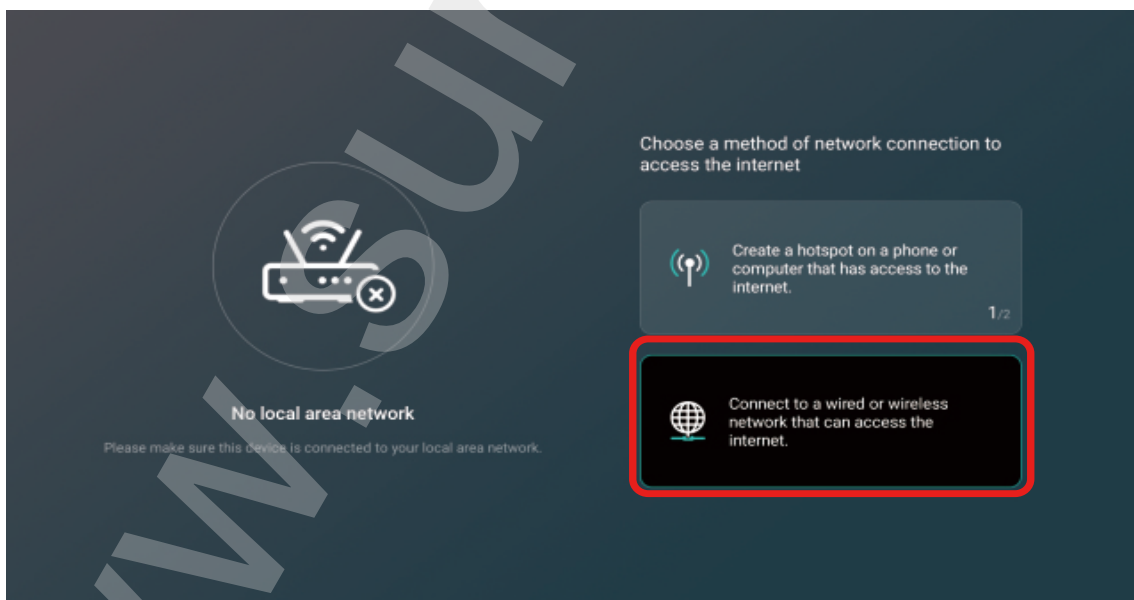 Choose a method of network connection to
access the internet
Create a hotspot on a phone or
computer that has access to the
internet.
1/2
No local area network
Please make sure this device is connected to your local area network.
Connect to a wired or wireless
network that can access the
internet.
w.sur